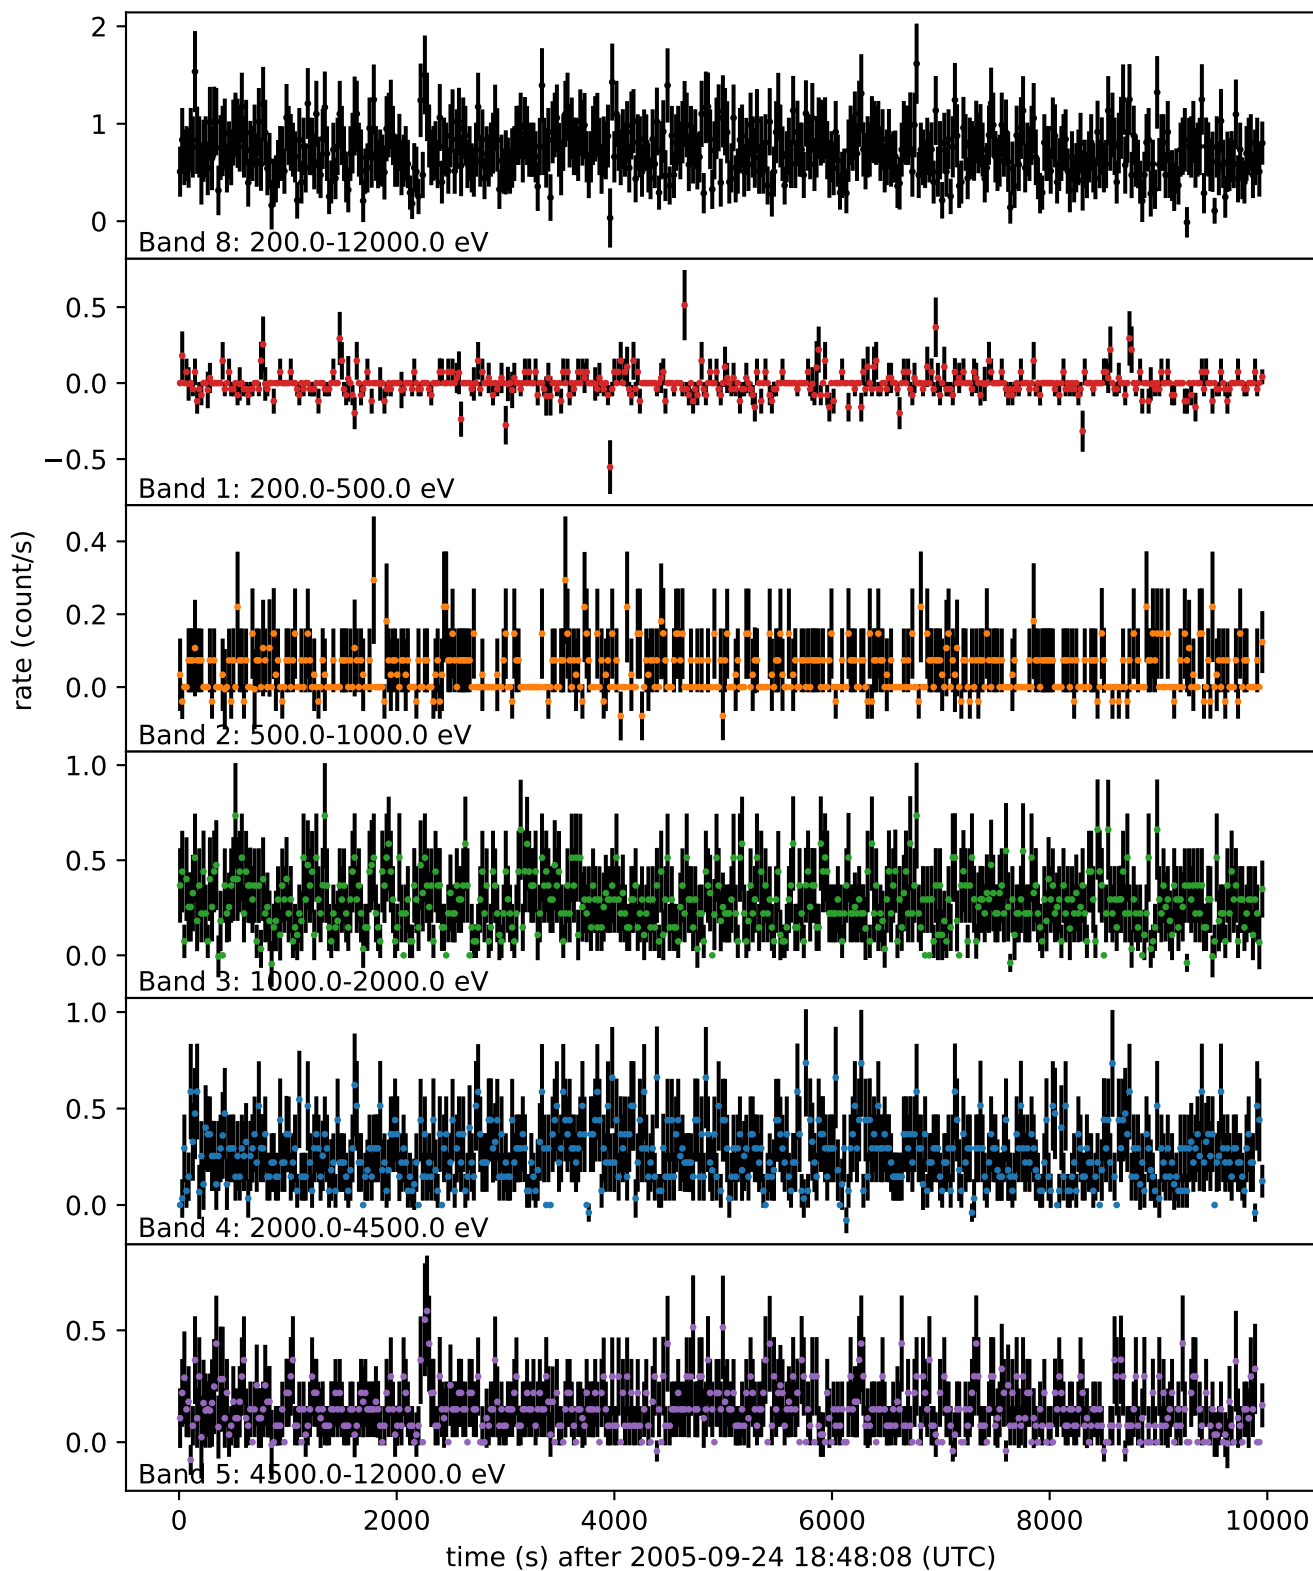 2
1
0
Band 8: 200.0-12000.0 eV
0.5
0.0
−0.5
Band 1: 200.0-500.0 eV
rate (count/s)
0.4
0.2
0.0
Band 2: 500.0-1000.0 eV
1.0
0.5
0.0
Band 3: 1000.0-2000.0 eV
1.0
0.5
0.0
Band 4: 2000.0-4500.0 eV
0.5
0.0
Band 5: 4500.0-12000.0 eV
0 2000 4000 6000 8000 10000
time (s) after 2005-09-24 18:48:08 (UTC)